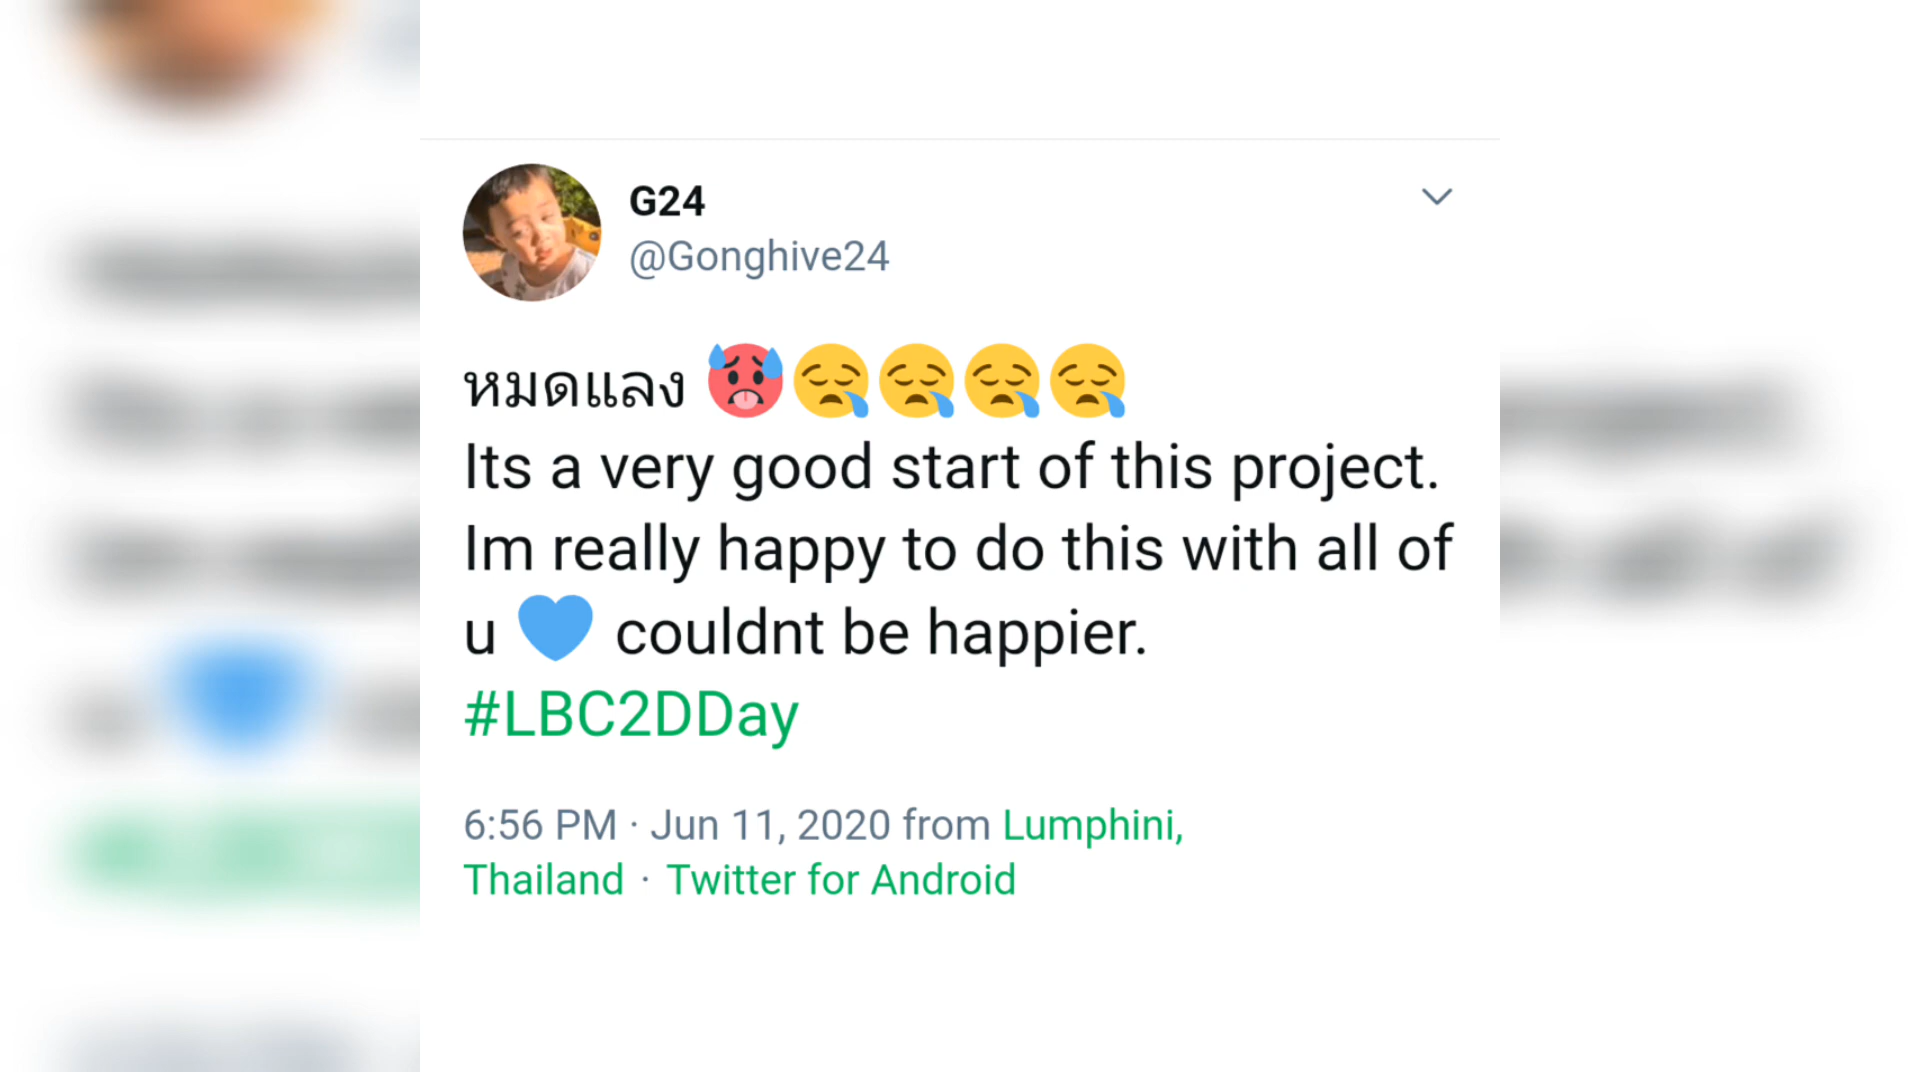 G24
@Gonghive24
หมดแลง 🥵😪😪😪😪
Its a very good start of this project.
Im really happy to do this with all of
u 💙 couldnt be happier.
#LBC2DDay
6:56 PM · Jun 11, 2020 from Lumphini,
Thailand · Twitter for Android